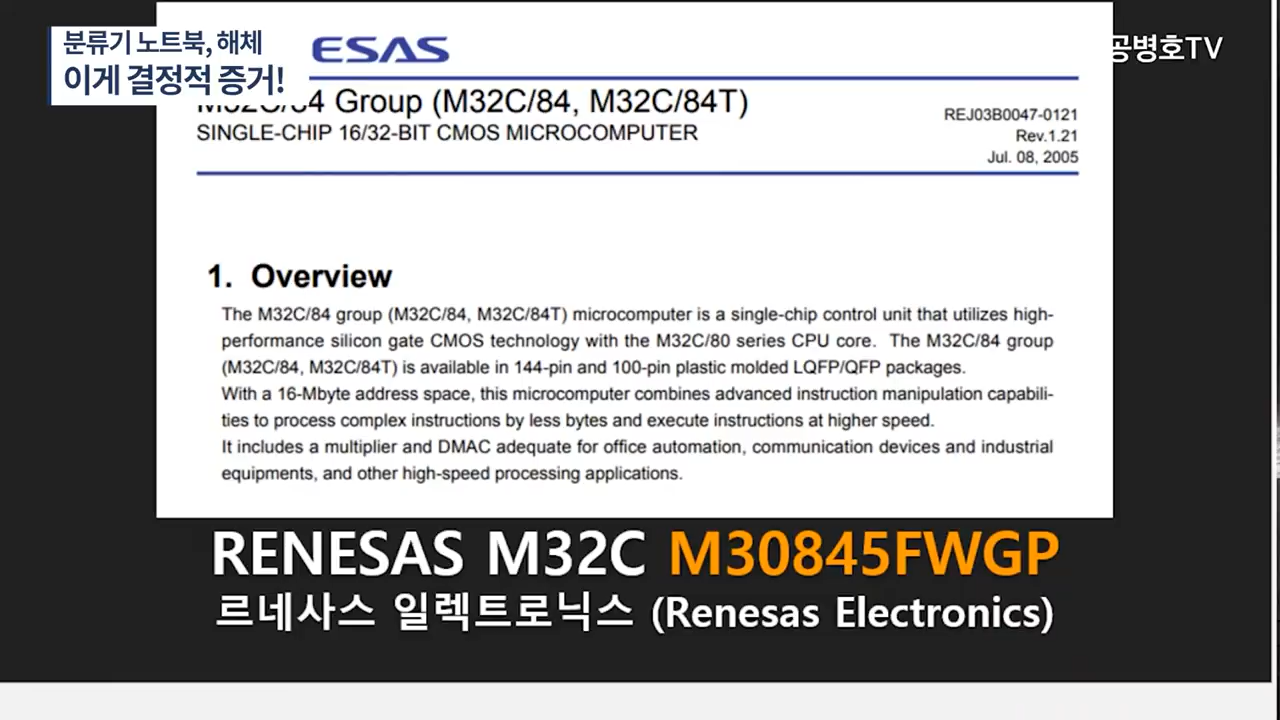 분류기 노트북, 해체
이게 결정적 증거!
공병호TV
ESAS
M32C/84 Group (M32C/84, M32C/84T)
SINGLE-CHIP 16/32-BIT CMOS MICROCOMPUTER
REJ03B0047-0121
Rev.1.21
Jul. 08, 2005
1. Overview
The M32C/84 group (M32C/84, M32C/84T) microcomputer is a single-chip control unit that utilizes high-
performance silicon gate CMOS technology with the M32C/80 series CPU core. The M32C/84 group
(M32C/84, M32C/84T) is available in 144-pin and 100-pin plastic molded LQFP/QFP packages.
With a 16-Mbyte address space, this microcomputer combines advanced instruction manipulation capabili-
ties to process complex instructions by less bytes and execute instructions at higher speed.
It includes a multiplier and DMAC adequate for office automation, communication devices and industrial
equipments, and other high-speed processing applications.
RENESAS M32C M30845FWGP
르네사스 일렉트로닉스 (Renesas Electronics)